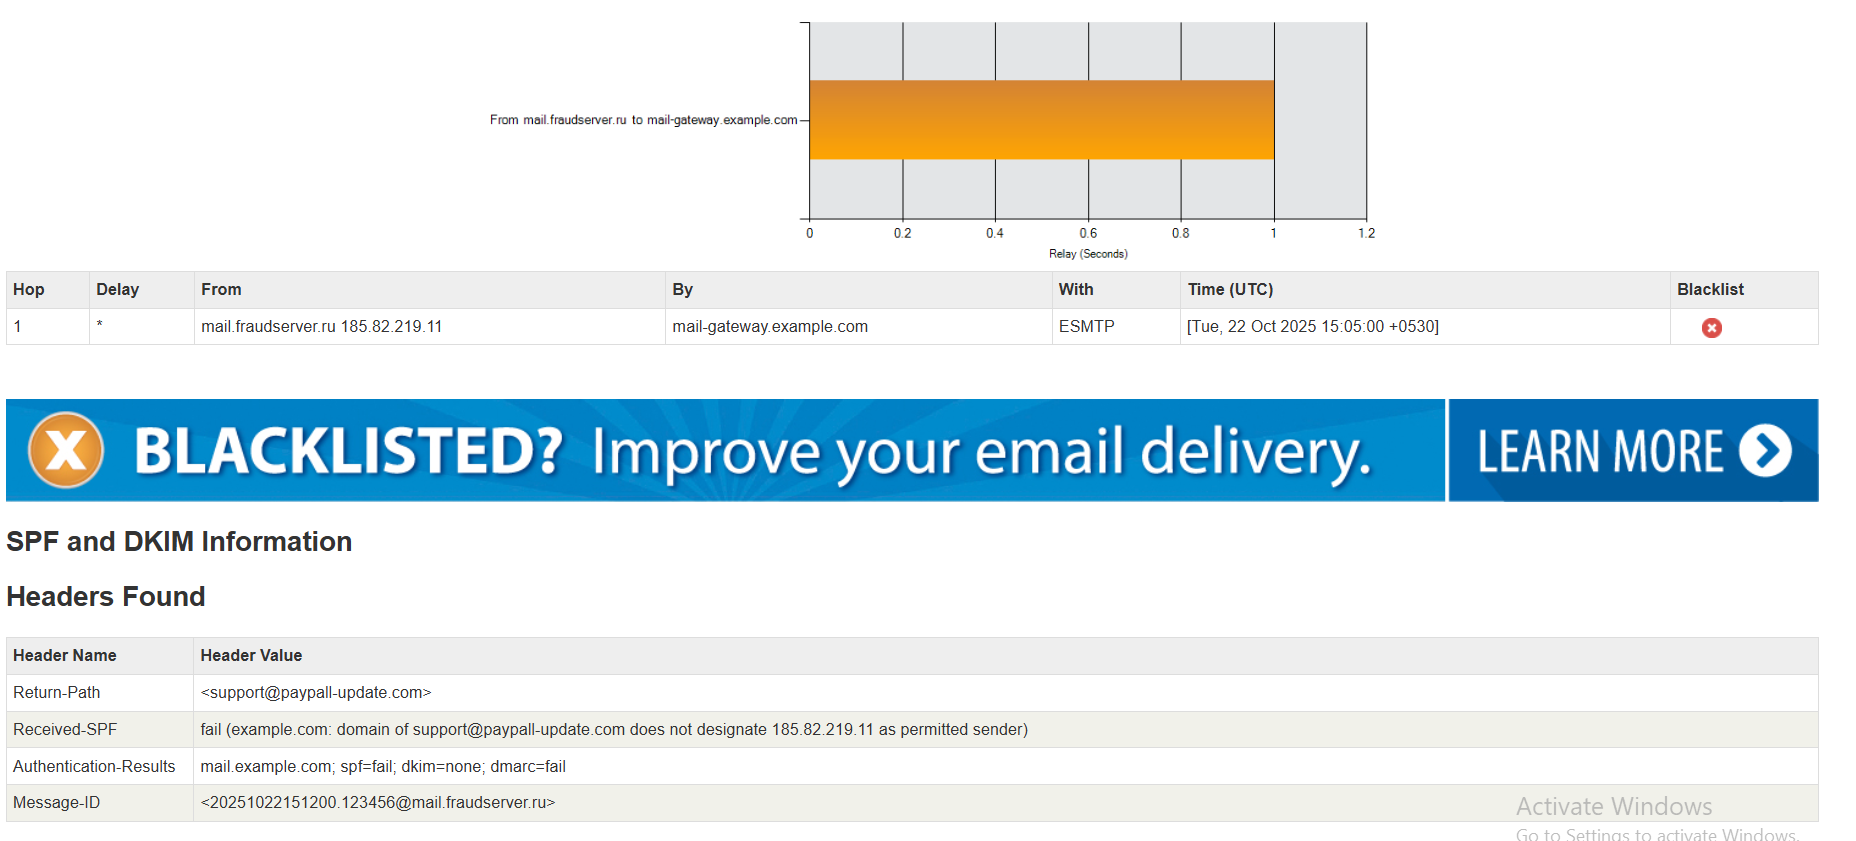 From mail.fraudserver.ru to mail-gateway.example.com
0 0.2 0.4 0.6 0.8 1 1.2
Relay (Seconds)
Hop Delay From By With Time (UTC) Blacklist
1 * mail.fraudserver.ru 185.82.219.11 mail-gateway.example.com ESMTP [Tue, 22 Oct 2025 15:05:00 +0530]
X BLACKLISTED? Improve your email delivery. LEARN MORE
SPF and DKIM Information
Headers Found
Header Name Header Value
Return-Path <support@paypall-update.com>
Received-SPF fail (example.com: domain of support@paypall-update.com does not designate 185.82.219.11 as permitted sender)
Authentication-Results mail.example.com; spf=fail; dkim=none; dmarc=fail
Message-ID <20251022151200.123456@mail.fraudserver.ru>
Activate Windows
Go to Settings to activate Windows.